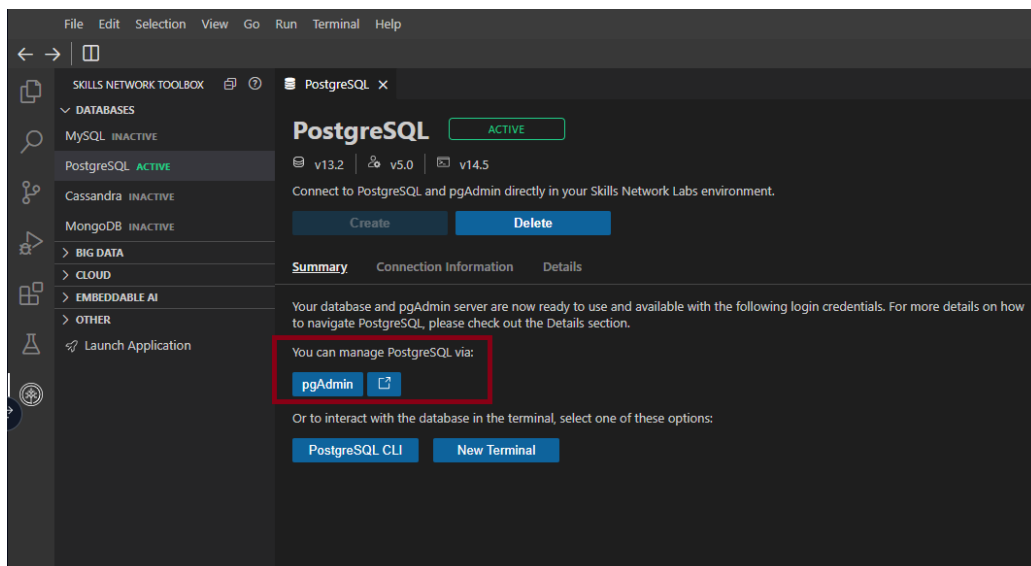 File Edit Selection View Go Run Terminal Help
SKILLS NETWORK TOOLBOX
DATABASES
MySQL INACTIVE
PostgreSQL ACTIVE
Cassandra INACTIVE
MongoDB INACTIVE
BIG DATA
CLOUD
EMBEDDABLE AI
OTHER
Launch Application
PostgreSQL
PostgreSQL ACTIVE
v13.2 v5.0 v14.5
Connect to PostgreSQL and pgAdmin directly in your Skills Network Labs environment.
Create Delete
Summary Connection Information Details
Your database and pgAdmin server are now ready to use and available with the following login credentials. For more details on how
to navigate PostgreSQL, please check out the Details section.
You can manage PostgreSQL via:
pgAdmin
Or to interact with the database in the terminal, select one of these options:
PostgreSQL CLI New Terminal